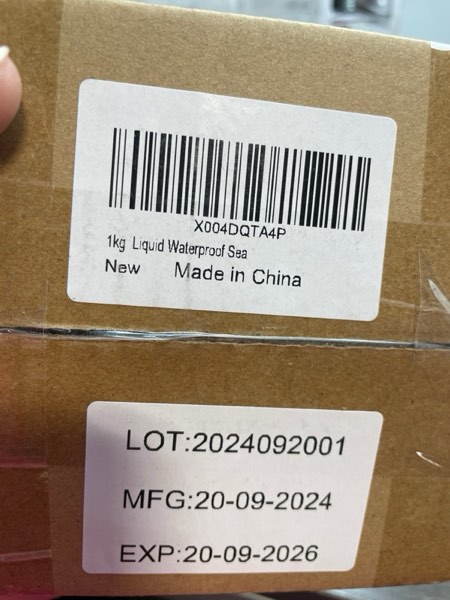 X004DQTA4P
1kg Liquid Waterproof Sea
New Made in China
LOT:2024092001
MFG:20-09-2024
EXP:20-09-2026